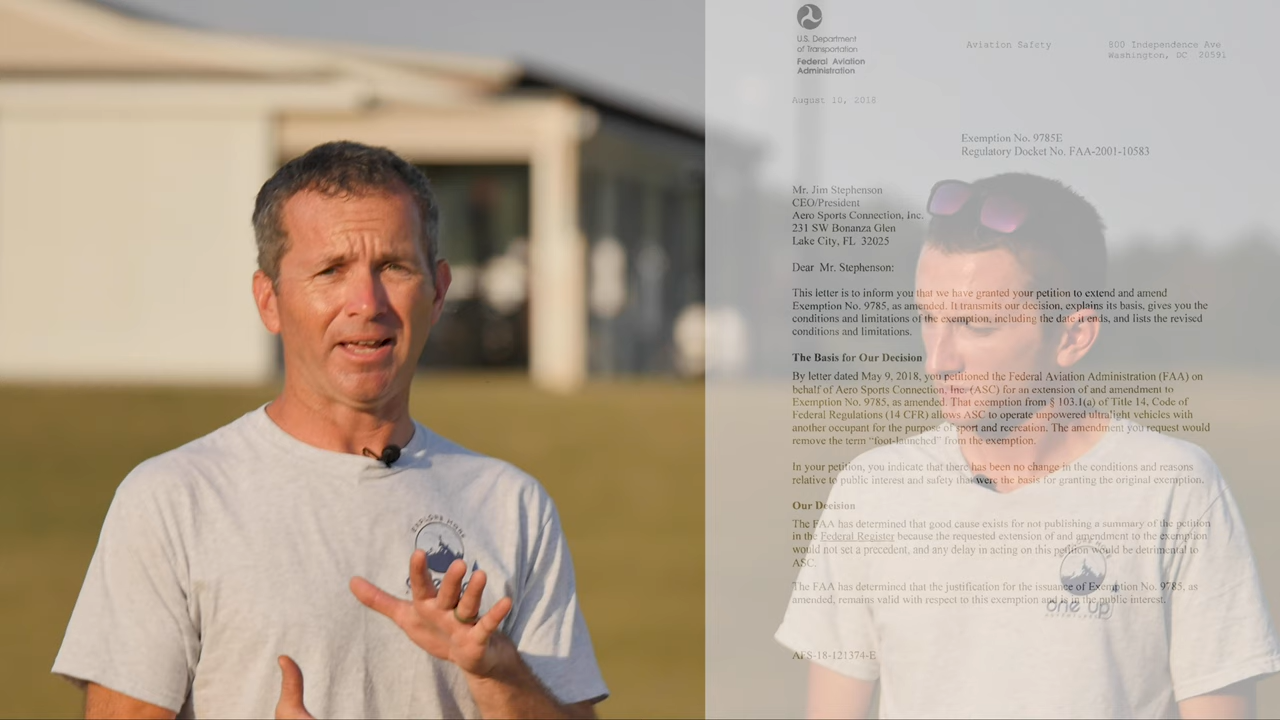 U.S. Department
of Transportation
Federal Aviation
Administration
Aviation Safety
800 Independence Ave
Washington, DC 20591
August 10, 2018
Exemption No. 9785E
Regulatory Docket No. FAA-2001-10583
Mr. Jim Stephenson
CEO/President
Aero Sports Connection, Inc.
231 SW Bonanza Glen
Lake City, FL 32025
Dear Mr. Stephenson:
This letter is to inform you that we have granted your petition to extend and amend
Exemption No. 9785, as amended. It transmits our decision, explains its basis, gives you the
conditions and limitations of the exemption, including the date it ends, and lists the revised
conditions and limitations.
The Basis for Our Decision
By letter dated May 9, 2018, you petitioned the Federal Aviation Administration (FAA) on
behalf of Aero Sports Connection, Inc. (ASC) for an extension of and amendment to
Exemption No. 9785, as amended. That exemption from § 103.1(a) of Title 14, Code of
Federal Regulations (14 CFR) allows ASC to operate unpowered ultralight vehicles with
another occupant for the purpose of sport and recreation. The amendment you request would
remove the term “foot-launched” from the exemption.
In your petition, you indicate that there has been no change in the conditions and reasons
relative to public interest and safety that were the basis for granting the original exemption.
Our Decision
The FAA has determined that good cause exists for not publishing a summary of the petition
in the Federal Register because the requested extension of and amendment to the exemption
would not set a precedent, and any delay in acting on this petition would be detrimental to
ASC.
The FAA has determined that the justification for the issuance of Exemption No. 9785, as
amended, remains valid with respect to this exemption and is in the public interest.
AFS-18-121374-E
EXPLORE MORE
one up
ADVENTURES